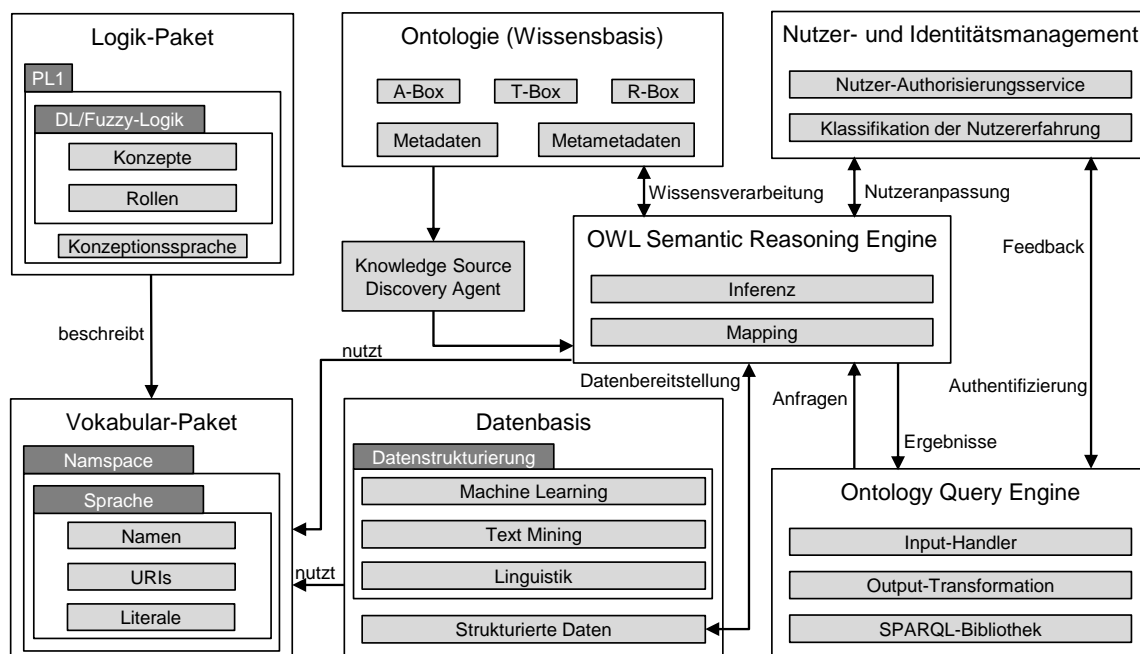 Logik-Paket
PL1
DL/Fuzzy-Logik
Konzepte
Rollen
Konzeptionssprache
Ontologie (Wissensbasis)
A-Box
T-Box
R-Box
Metadaten
Metametadaten
Nutzer- und Identitätsmanagement
Nutzer-Authorisierungsservice
Klassifikation der Nutzererfahrung
Wissensverarbeitung
Nutzeranpassung
Knowledge Source
Discovery Agent
OWL Semantic Reasoning Engine
Inferenz
Mapping
Feedback
beschreibt
nutzt
Datenbereitstellung
Anfragen
Authentifizierung
Ergebnisse
Vokabular-Paket
Namspace
Sprache
Namen
URIs
Literale
nutzt
Datenbasis
Datenstrukturierung
Machine Learning
Text Mining
Linguistik
Strukturierte Daten
Ontology Query Engine
Input-Handler
Output-Transformation
SPARQL-Bibliothek